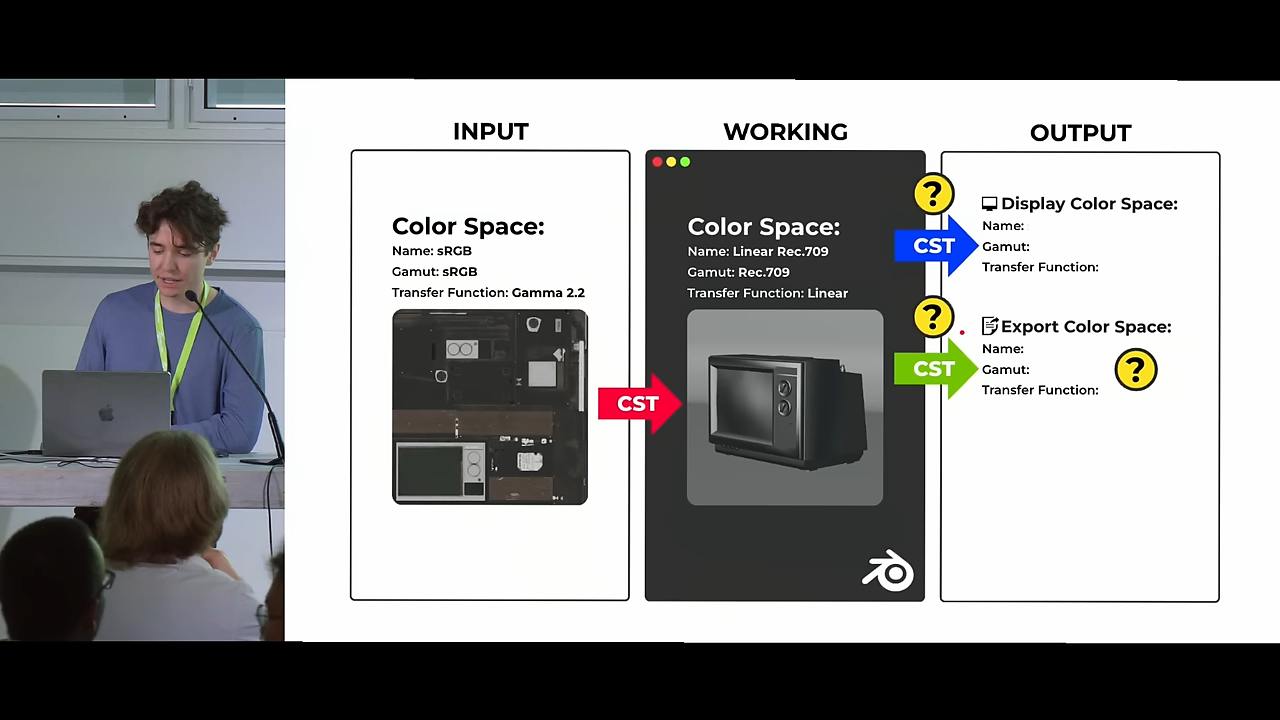 INPUT
Color Space:
Name: sRGB
Gamut: sRGB
Transfer Function: Gamma 2.2
CST
WORKING
Color Space:
Name: Linear Rec.709
Gamut: Rec.709
Transfer Function: Linear
OUTPUT
?
CST
Display Color Space:
Name:
Gamut:
Transfer Function:
?
CST
Export Color Space:
Name:
Gamut:
Transfer Function:
?